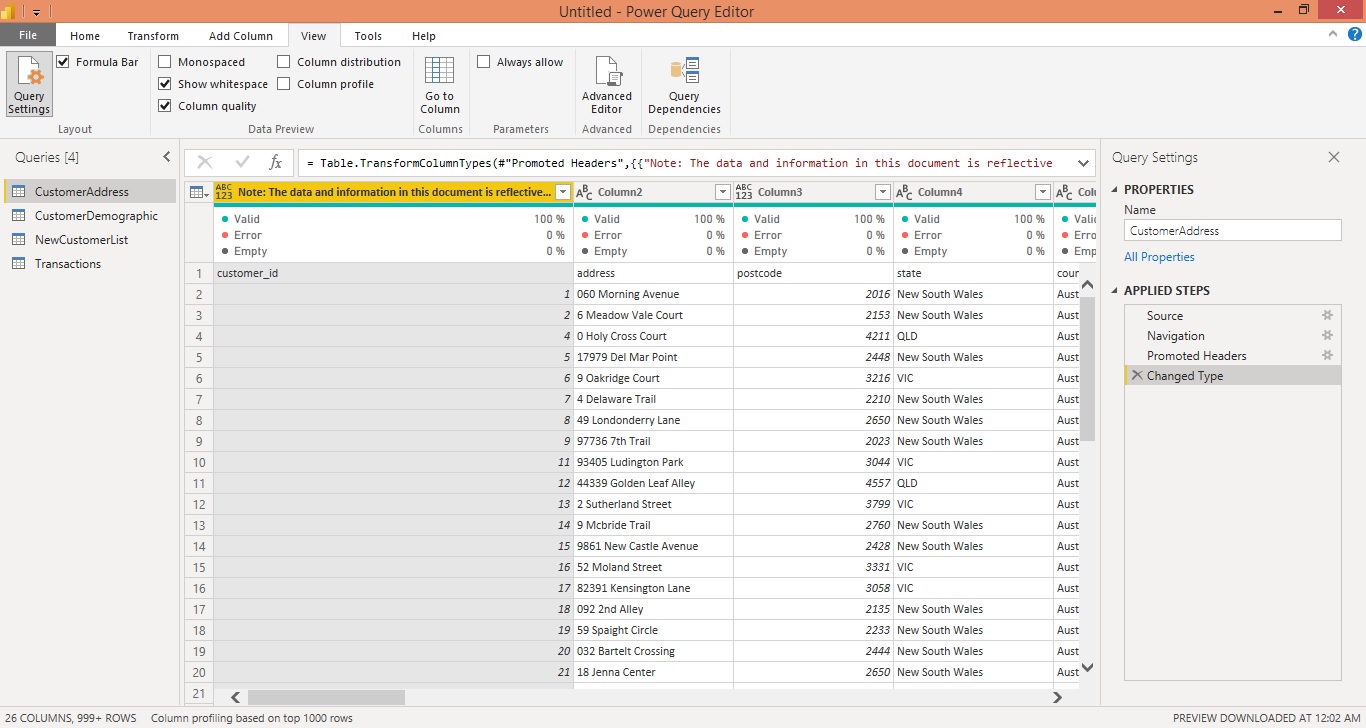 Untitled - Power Query Editor
File Home Transform Add Column View Tools Help
Query Settings
Formula Bar
Layout
Monospaced
Show whitespace
Column quality
Column distribution
Column profile
Data Preview
Go to Column
Columns
Always allow
Parameters
Advanced Editor
Advanced
Query Dependencies
Dependencies
Queries [4]
CustomerAddress
CustomerDemographic
NewCustomerList
Transactions
fx = Table.TransformColumnTypes(#"Promoted Headers",{{"Note: The data and information in this document is reflective
ABC 123 Note: The data and information in this document is reflective... ABC Column2 ABC 123 Column3 ABC Column4 ABC Colu
Valid 100 % Valid 100 % Valid 100 % Valid 100 % Valid
Error 0 % Error 0 % Error 0 % Error 0 % Erro
Empty 0 % Empty 0 % Empty 0 % Empty 0 % Emp
1 customer_id address postcode state cour
2 1 060 Morning Avenue 2016 New South Wales Aust
3 2 6 Meadow Vale Court 2153 New South Wales Aust
4 4 0 Holy Cross Court 4211 QLD Aust
5 5 17979 Del Mar Point 2448 New South Wales Aust
6 6 9 Oakridge Court 3216 VIC Aust
7 7 4 Delaware Trail 2210 New South Wales Aust
8 8 49 Londonderry Lane 2650 New South Wales Aust
9 9 97736 7th Trail 2023 New South Wales Aust
10 11 93405 Ludington Park 3044 VIC Aust
11 12 44339 Golden Leaf Alley 4557 QLD Aust
12 13 2 Sutherland Street 3799 VIC Aust
13 14 9 Mcbride Trail 2760 New South Wales Aust
14 15 9861 New Castle Avenue 2428 New South Wales Aust
15 16 52 Moland Street 3331 VIC Aust
16 17 82391 Kensington Lane 3058 VIC Aust
17 18 092 2nd Alley 2135 New South Wales Aust
18 19 59 Spaight Circle 2233 New South Wales Aust
19 20 032 Bartelt Crossing 2444 New South Wales Aust
20 21 18 Jenna Center 2650 New South Wales Aust
21
Query Settings
PROPERTIES
Name
CustomerAddress
All Properties
APPLIED STEPS
Source
Navigation
Promoted Headers
Changed Type
26 COLUMNS, 999+ ROWS Column profiling based on top 1000 rows PREVIEW DOWNLOADED AT 12:02 AM